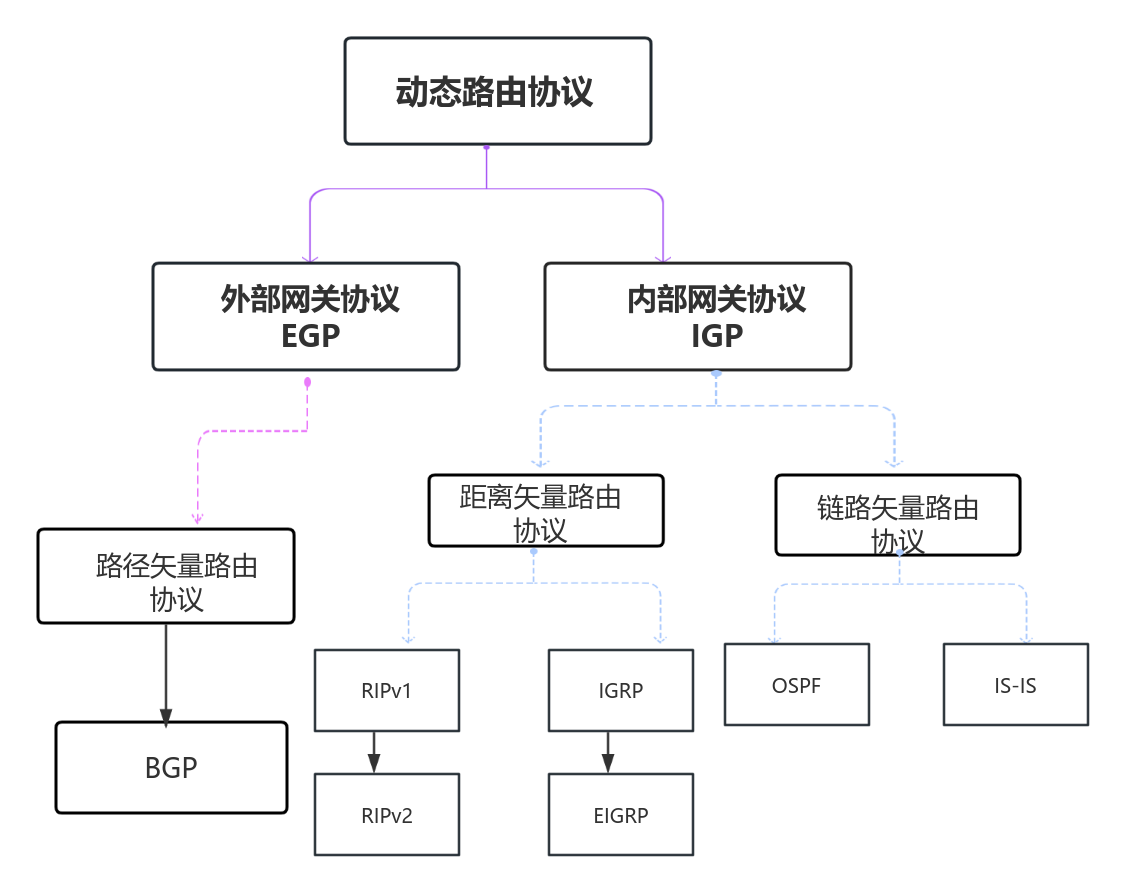 动态路由协议
外部网关协议
EGP
内部网关协议
IGP
距离矢量路由
协议
链路矢量路由
协议
路径矢量路由
协议
RIPv1
IGRP
OSPF
IS-IS
BGP
RIPv2
EIGRP